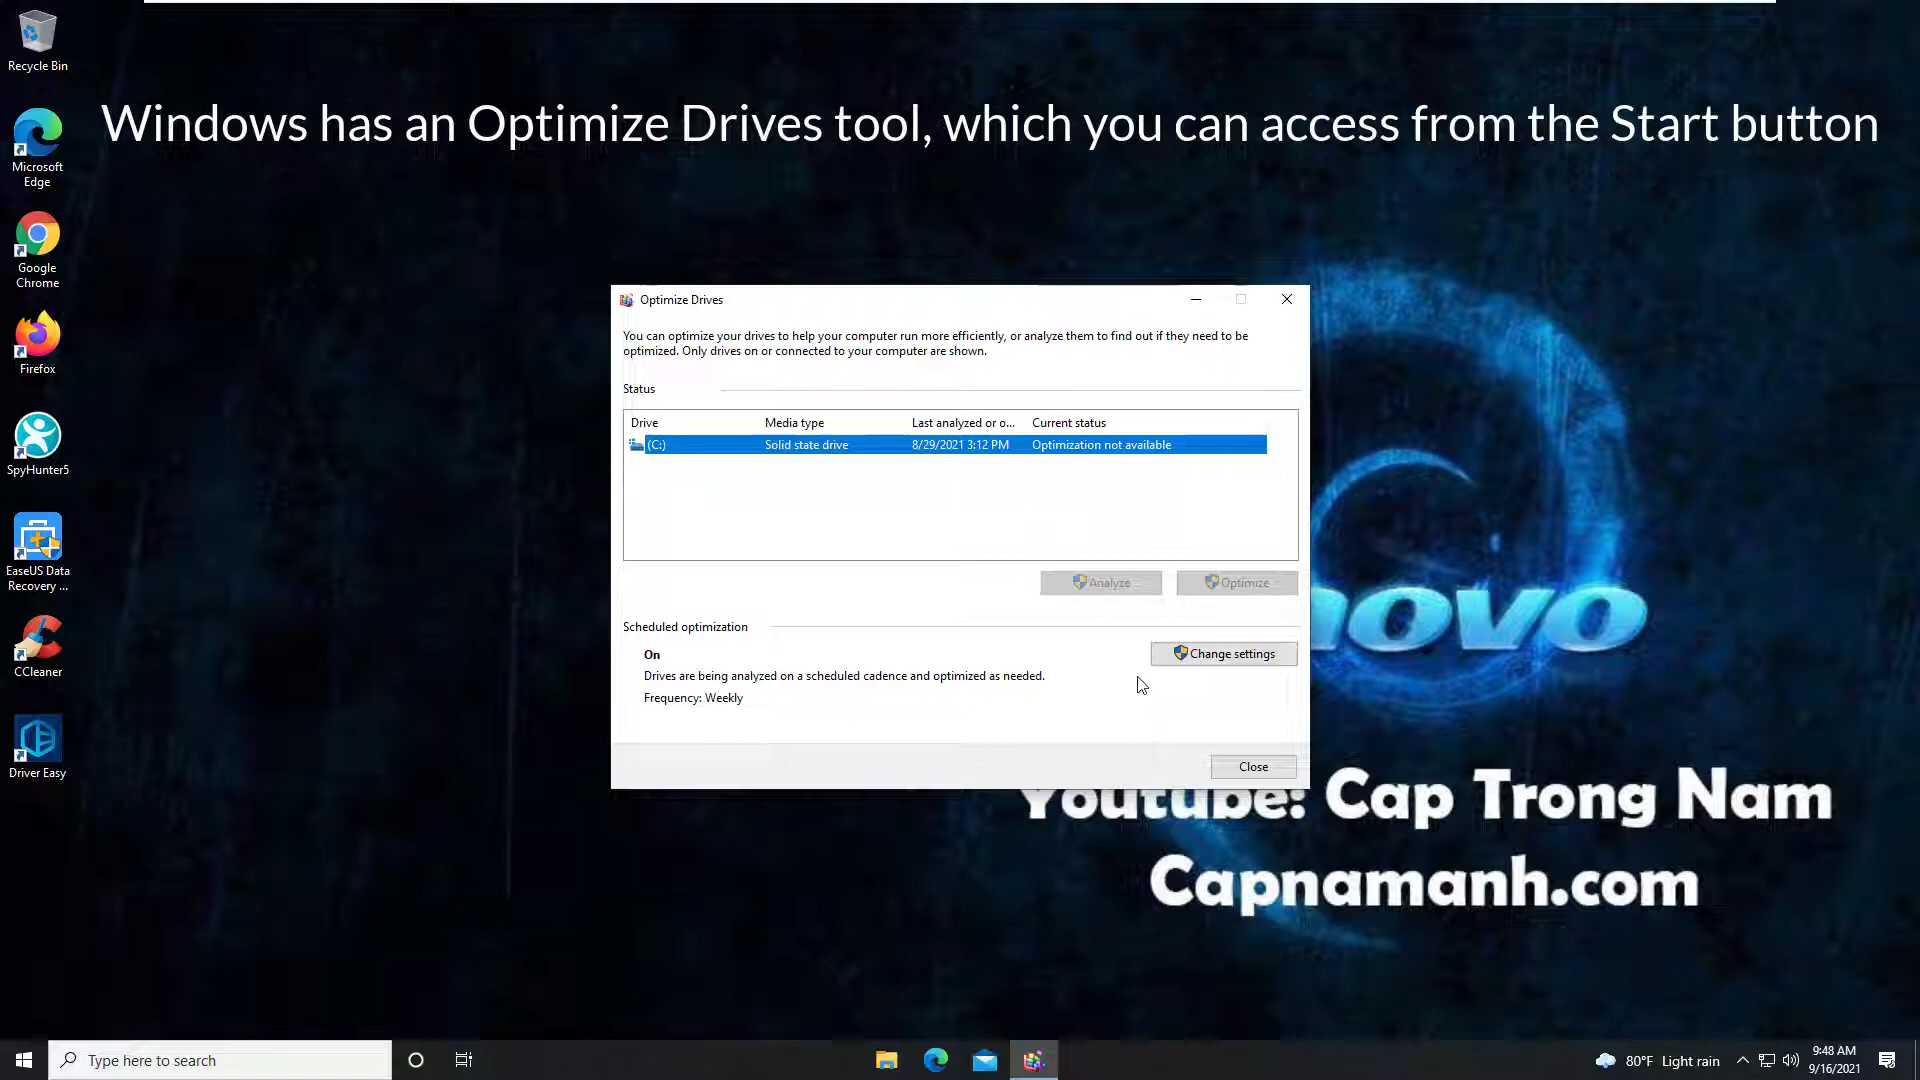 Recycle Bin
Windows has an Optimize Drives tool, which you can access from the Start button
Microsoft
Edge
Google
Chrome
Firefox
SpyHunter5
EaseUS Data
Recovery ...
CCleaner
Driver Easy
Optimize Drives
You can optimize your drives to help your computer run more efficiently, or analyze them to find out if they need to be
optimized. Only drives on or connected to your computer are shown.
Status
Drive Media type Last analyzed or o... Current status
(C:) Solid state drive 8/29/2021 3:12 PM Optimization not available
Analyze Optimize
Scheduled optimization
On
Change settings
Drives are being analyzed on a scheduled cadence and optimized as needed.
Frequency: Weekly
Close
novo
Youtube: Cap Trong Nam
Capnamanh.com
Type here to search
80°F Light rain
9:48 AM
9/16/2021